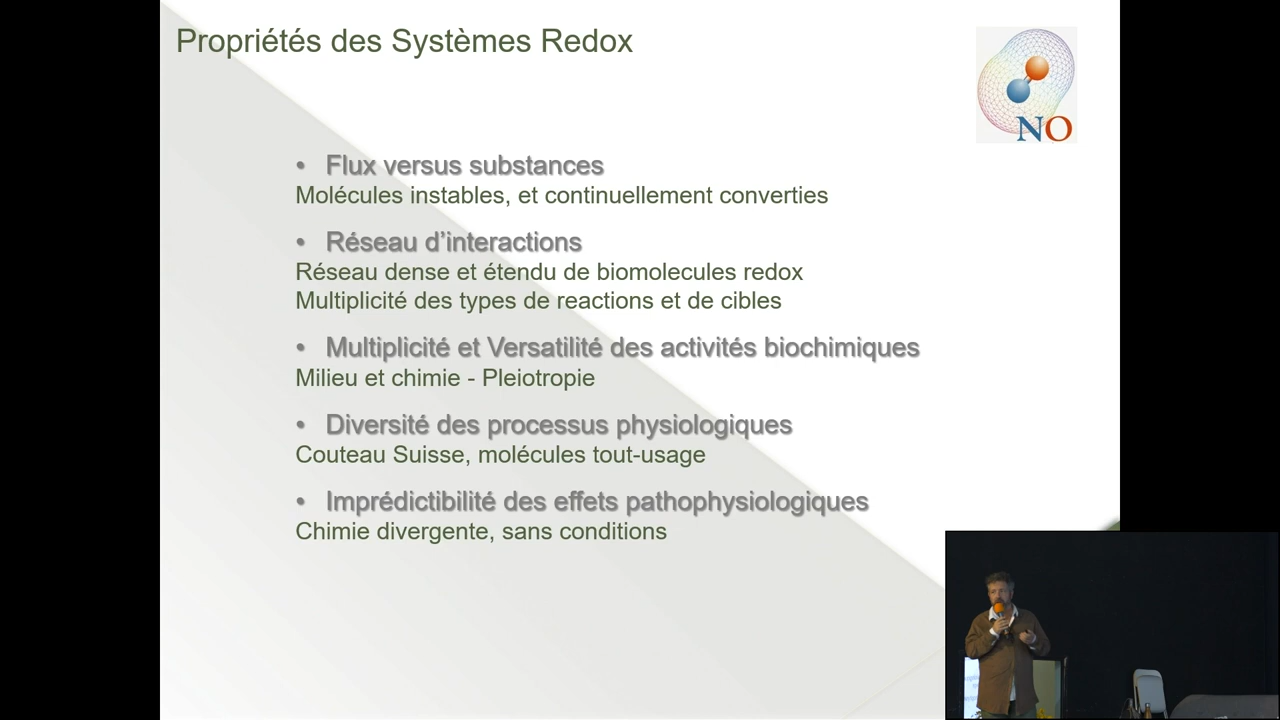 Propriétés des Systèmes Redox
NO
• Flux versus substances
Molécules instables, et continuellement converties
• Réseau d’interactions
Réseau dense et étendu de biomolecules redox
Multiplicité des types de reactions et de cibles
• Multiplicité et Versatilité des activités biochimiques
Milieu et chimie - Pleiotropie
• Diversité des processus physiologiques
Couteau Suisse, molécules tout-usage
• Imprédictibilité des effets pathophysiologiques
Chimie divergente, sans conditions